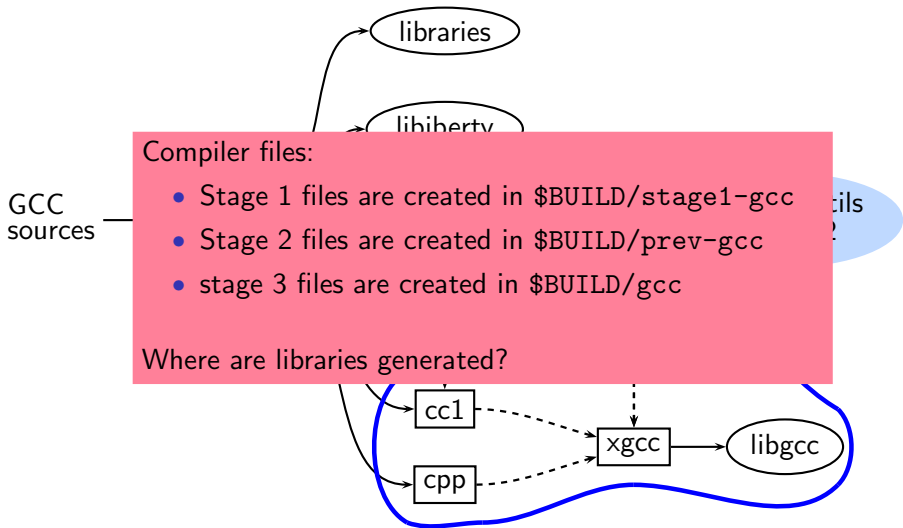 libraries
libiberty
Compiler files:
• Stage 1 files are created in $BUILD/stage1-gcc
• Stage 2 files are created in $BUILD/prev-gcc
• stage 3 files are created in $BUILD/gcc
Where are libraries generated?
GCC
sources
tils
2
cc1
xgcc
libgcc
cpp